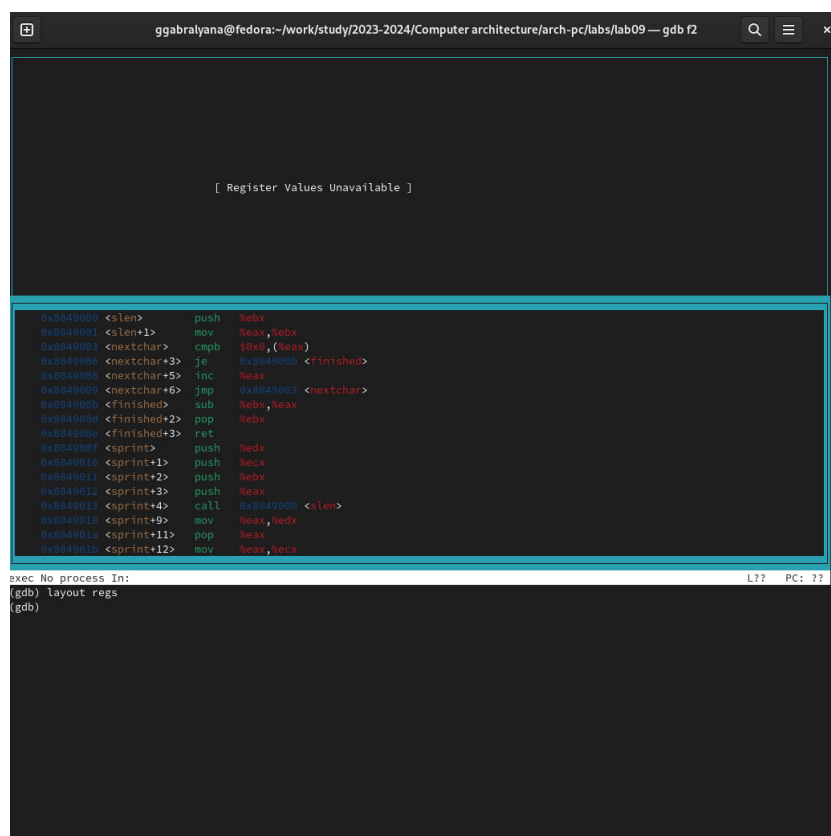 ggabralyana@fedora:~/work/study/2023-2024/Computer architecture/arch-pc/labs/lab09 — gdb f2
[ Register Values Unavailable ]
0x8049000 <slen> push %ebx
0x8049001 <slen+1> mov %eax,%ebx
0x8049003 <nextchar> cmpb $0x0,(%eax)
0x8049006 <nextchar+3> je 0x804900b <finished>
0x8049008 <nextchar+5> inc %eax
0x8049009 <nextchar+6> jmp 0x8049003 <nextchar>
0x804900b <finished> sub %ebx,%eax
0x804900d <finished+2> pop %ebx
0x804900e <finished+3> ret
0x804900f <sprint> push %edx
0x8049010 <sprint+1> push %ecx
0x8049011 <sprint+2> push %ebx
0x8049012 <sprint+3> push %eax
0x8049013 <sprint+4> call 0x8049000 <slen>
0x8049018 <sprint+9> mov %eax,%edx
0x804901a <sprint+11> pop %eax
0x804901b <sprint+12> mov %eax,%ecx
exec No process In: L?? PC: ??
(gdb) layout regs
(gdb)